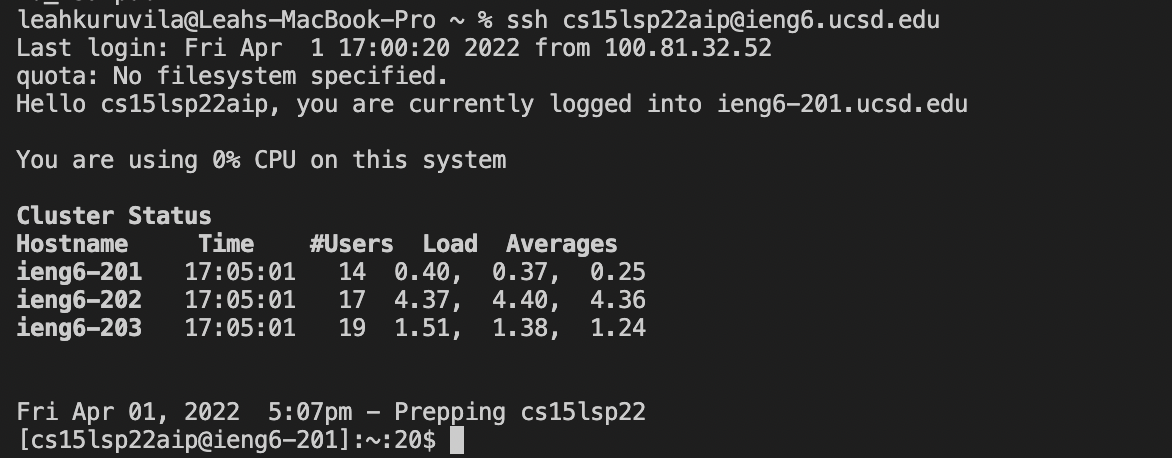 leahkuruvila@Leahs-MacBook-Pro ~ % ssh cs15lsp22aip@ieng6.ucsd.edu
Last login: Fri Apr  1 17:00:20 2022 from 100.81.32.52
quota: No filesystem specified.
Hello cs15lsp22aip, you are currently logged into ieng6-201.ucsd.edu
You are using 0% CPU on this system
Cluster Status
Hostname     Time    #Users  Load  Averages
ieng6-201   17:05:01   14  0.40,  0.37,  0.25
ieng6-202   17:05:01   17  4.37,  4.40,  4.36
ieng6-203   17:05:01   19  1.51,  1.38,  1.24
Fri Apr 01, 2022  5:07pm - Prepping cs15lsp22
[cs15lsp22aip@ieng6-201]:~:20$